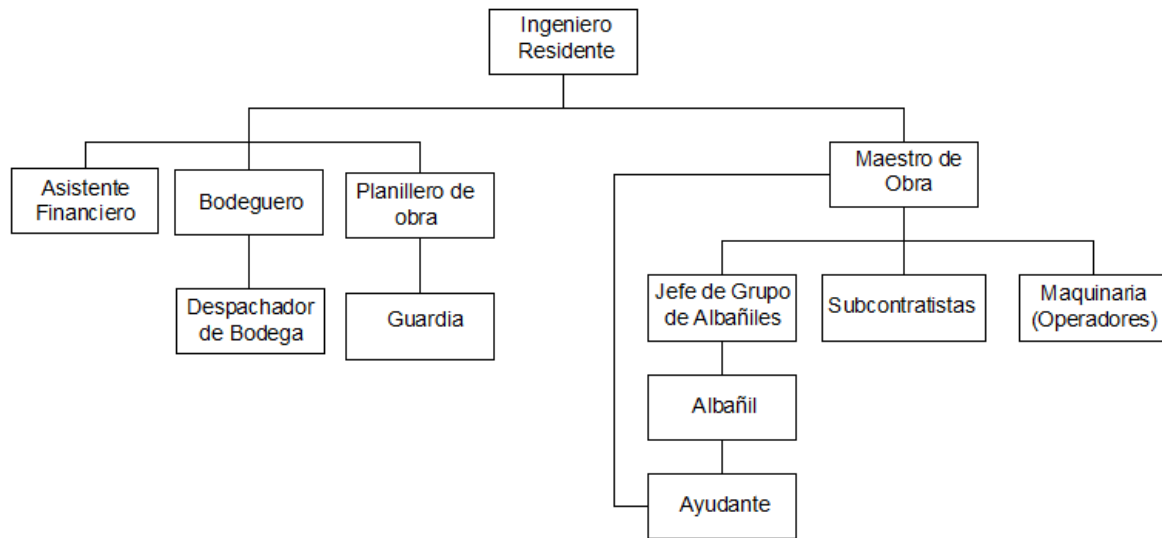 Ingeniero
Residente
Asistente
Financiero
Bodeguero
Planillero de
obra
Maestro de
Obra
Despachador
de Bodega
Guardia
Jefe de Grupo
de Albañiles
Subcontratistas
Maquinaria
(Operadores)
Albañil
Ayudante